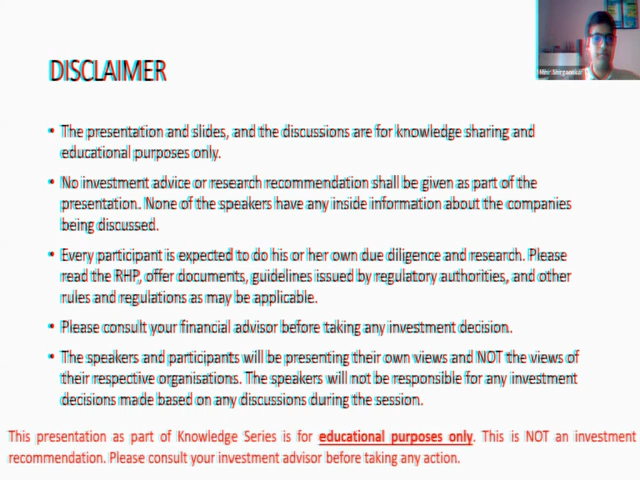 DISCLAIMER
• The presentation and slides, and the discussions are for knowledge sharing and
educational purposes only.
• No investment advice or research recommendation shall be given as part of the
presentation. None of the speakers have any inside information about the companies
being discussed.
• Every participant is expected to do his or her own due diligence and research. Please
read the RHP, offer documents, guidelines issued by regulatory authorities, and other
rules and regulations as may be applicable.
• Please consult your financial advisor before taking any investment decision.
• The speakers and participants will be presenting their own views and NOT the views of
their respective organisations. The speakers will not be responsible for any investment
decisions made based on any discussions during the session.
This presentation as part of Knowledge Series is for educational purposes only. This is NOT an investment
recommendation. Please consult your investment advisor before taking any action.